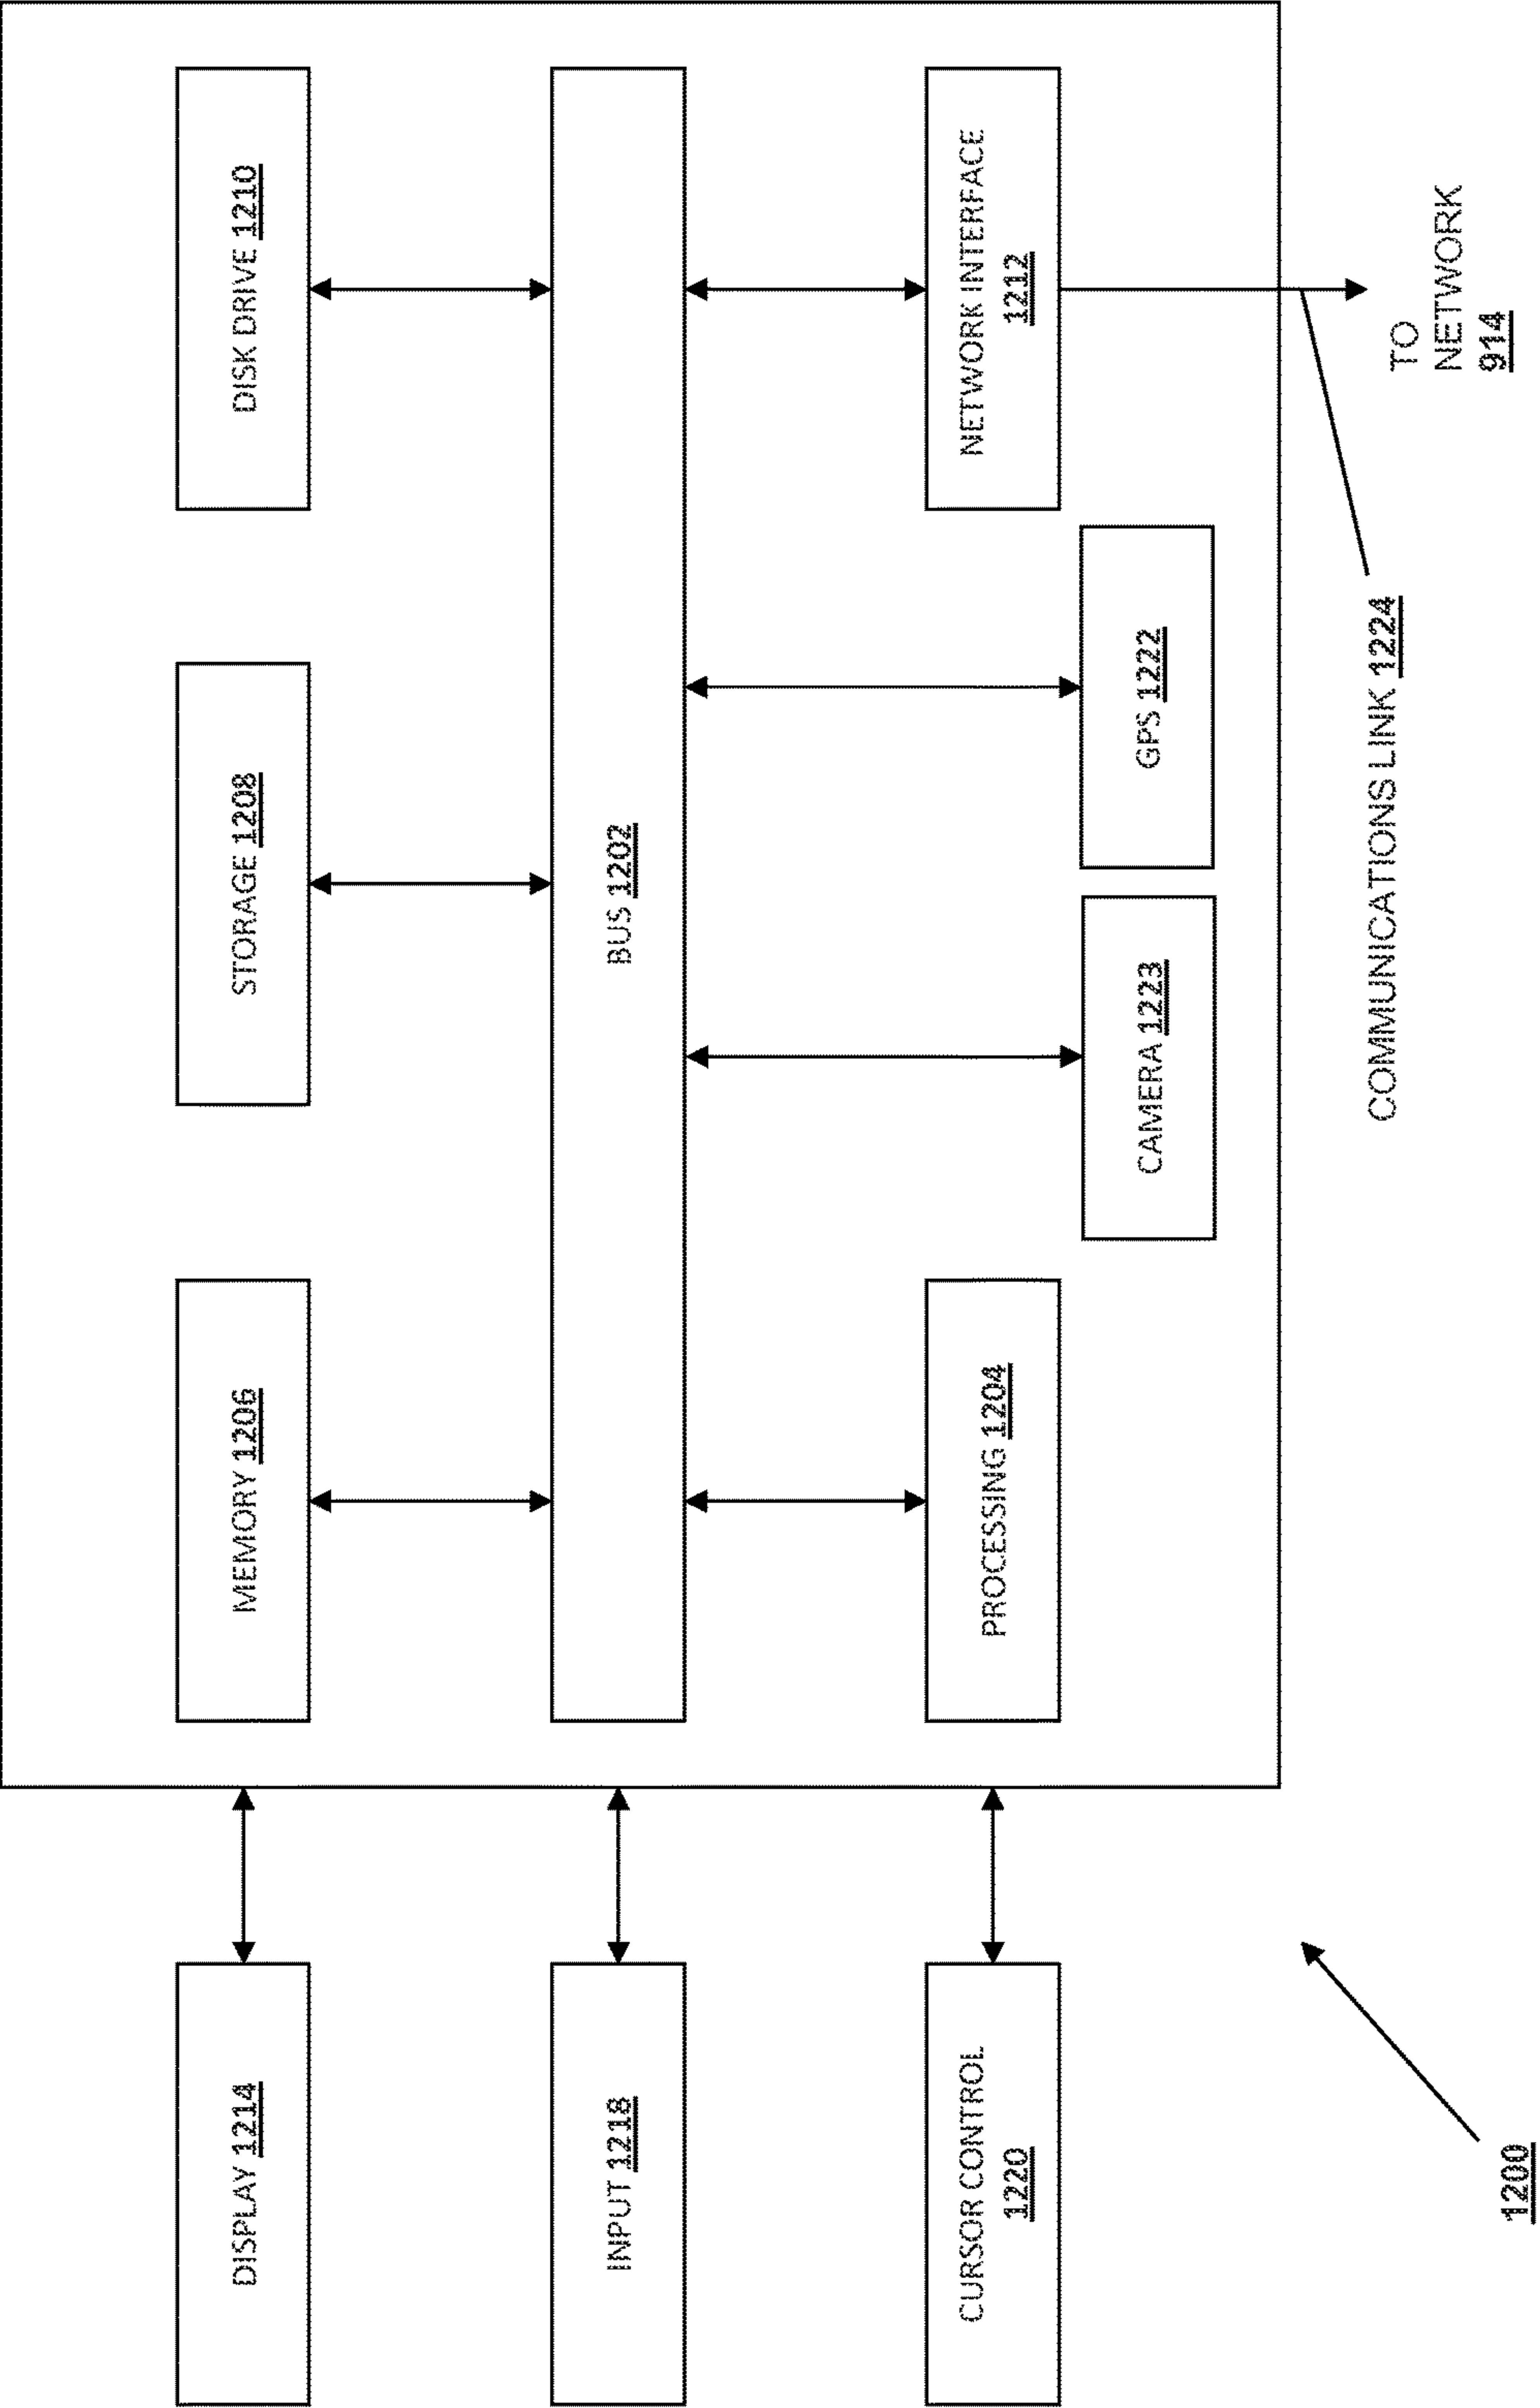 DISPLAY 1214
MEMORY 1206
STORAGE 1208
DISK DRIVE 1210
INPUT 1218
BUS 1202
CURSOR CONTROL
1220
PROCESSING 1204
NETWORK INTERFACE
1212
CAMERA 1223
GPS 1222
COMMUNICATIONS LINK 1224
TO
NETWORK
914
1200